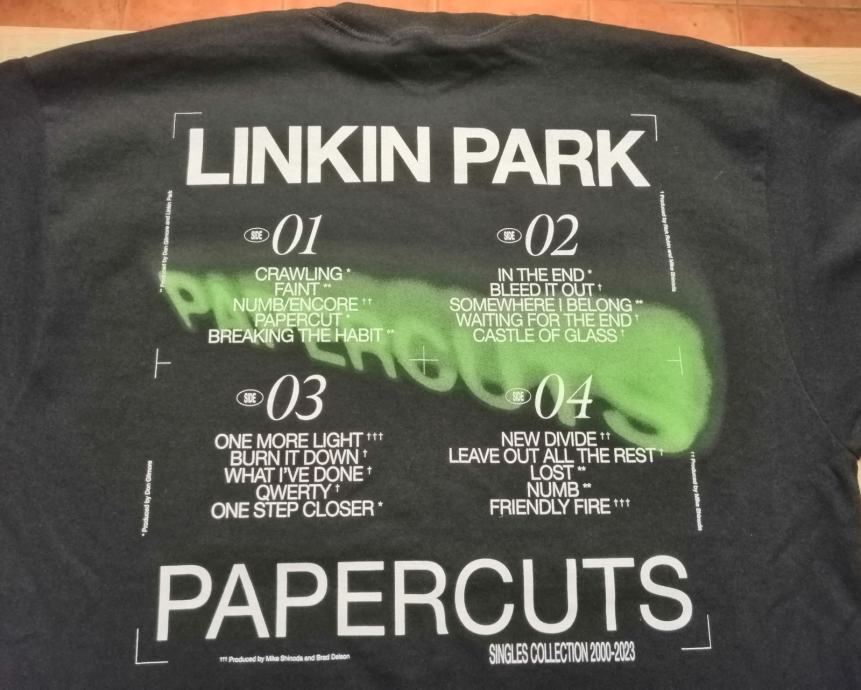 LINKIN PARK
** Produced by Don Gilmore and Linkin Park
† Produced by Rick Rubin and Mike Shinoda
SIDE 01
CRAWLING *
FAINT **
NUMB/ENCORE ††
PAPERCUT *
BREAKING THE HABIT **
SIDE 02
IN THE END *
BLEED IT OUT †
SOMEWHERE I BELONG **
WAITING FOR THE END †
CASTLE OF GLASS †
PAPERCUTS
SIDE 03
ONE MORE LIGHT †††
BURN IT DOWN †
WHAT I'VE DONE †
QWERTY †
ONE STEP CLOSER *
SIDE 04
NEW DIVIDE ††
LEAVE OUT ALL THE REST †
LOST **
NUMB **
FRIENDLY FIRE †††
* Produced by Don Gilmore
†† Produced by Mike Shinoda
PAPERCUTS
††† Produced by Mike Shinoda and Brad Delson
SINGLES COLLECTION 2000-2023